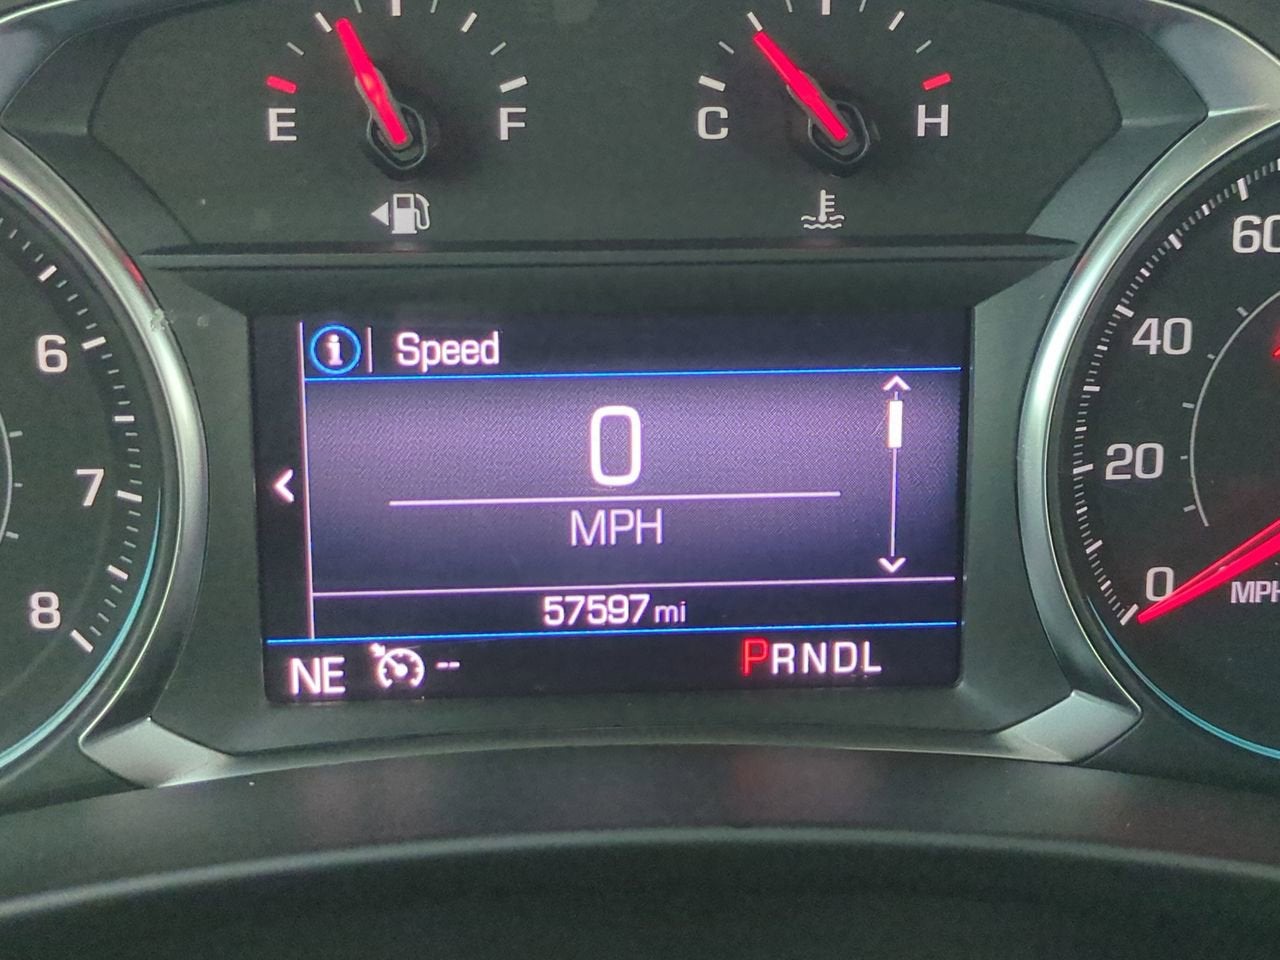 E F C H
60
40
20
0
MPH
6
7
8
i Speed
0
MPH
57597 mi
NE -- PRNDL